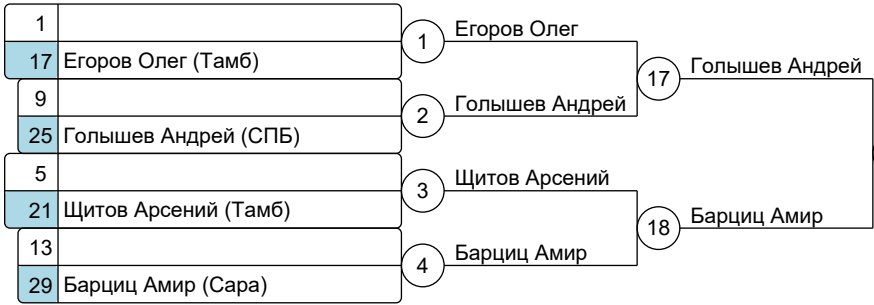 1
17 Егоров Олег (Тамб)
9
25 Голышев Андрей (СПБ)
5
21 Щитов Арсений (Тамб)
13
29 Барциц Амир (Сара)
1 Егоров Олег
2 Голышев Андрей
3 Щитов Арсений
4 Барциц Амир
17 Голышев Андрей
18 Барциц Амир